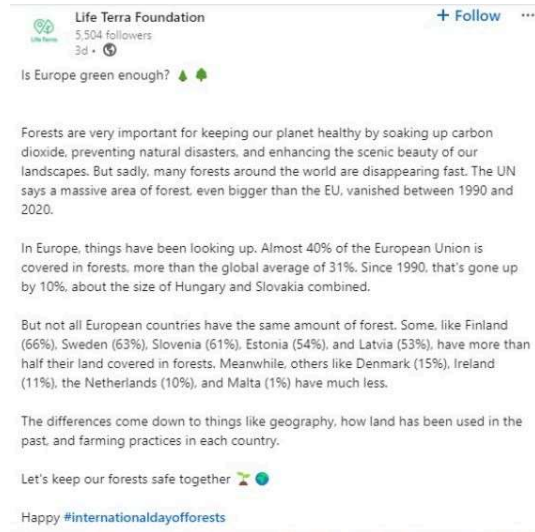 Life Terra Foundation
+ Follow ...
Life Terra
5,504 followers
3d •
Is Europe green enough? 🌲 🌳
Forests are very important for keeping our planet healthy by soaking up carbon
dioxide, preventing natural disasters, and enhancing the scenic beauty of our
landscapes. But sadly, many forests around the world are disappearing fast. The UN
says a massive area of forest, even bigger than the EU, vanished between 1990 and
2020.
In Europe, things have been looking up. Almost 40% of the European Union is
covered in forests, more than the global average of 31%. Since 1990, that's gone up
by 10%, about the size of Hungary and Slovakia combined.
But not all European countries have the same amount of forest. Some, like Finland
(66%), Sweden (63%), Slovenia (61%), Estonia (54%), and Latvia (53%), have more than
half their land covered in forests. Meanwhile, others like Denmark (15%), Ireland
(11%), the Netherlands (10%), and Malta (1%) have much less.
The differences come down to things like geography, how land has been used in the
past, and farming practices in each country.
Let's keep our forests safe together 🌱 🌍
Happy #internationaldayofforests